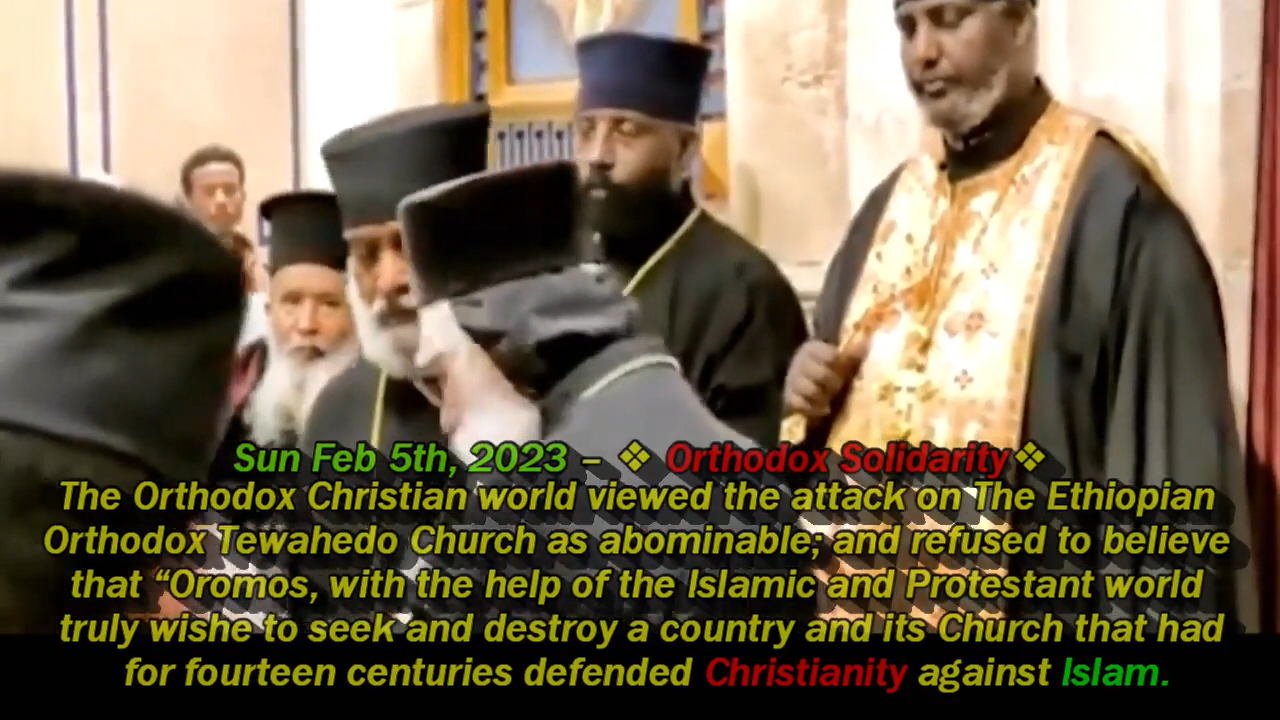 Sun Feb 5th, 2023 – ❖ Orthodox Solidarity❖
The Orthodox Christian world viewed the attack on The Ethiopian
Orthodox Tewahedo Church as abominable; and refused to believe
that “Oromos, with the help of the Islamic and Protestant world
truly wishe to seek and destroy a country and its Church that had
for fourteen centuries defended Christianity against Islam.